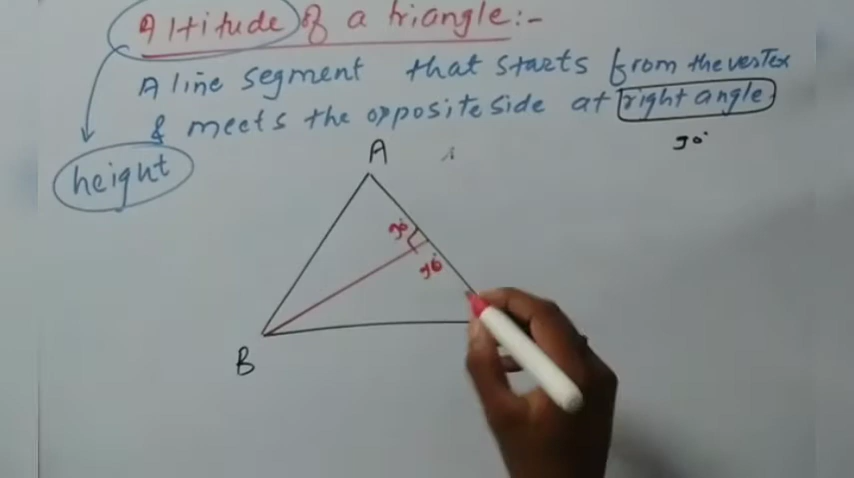 Altitude of a triangle:-
A line segment that starts from the vertex
& meets the opposite side at right angle.
90°
height
A
90°
90°
B